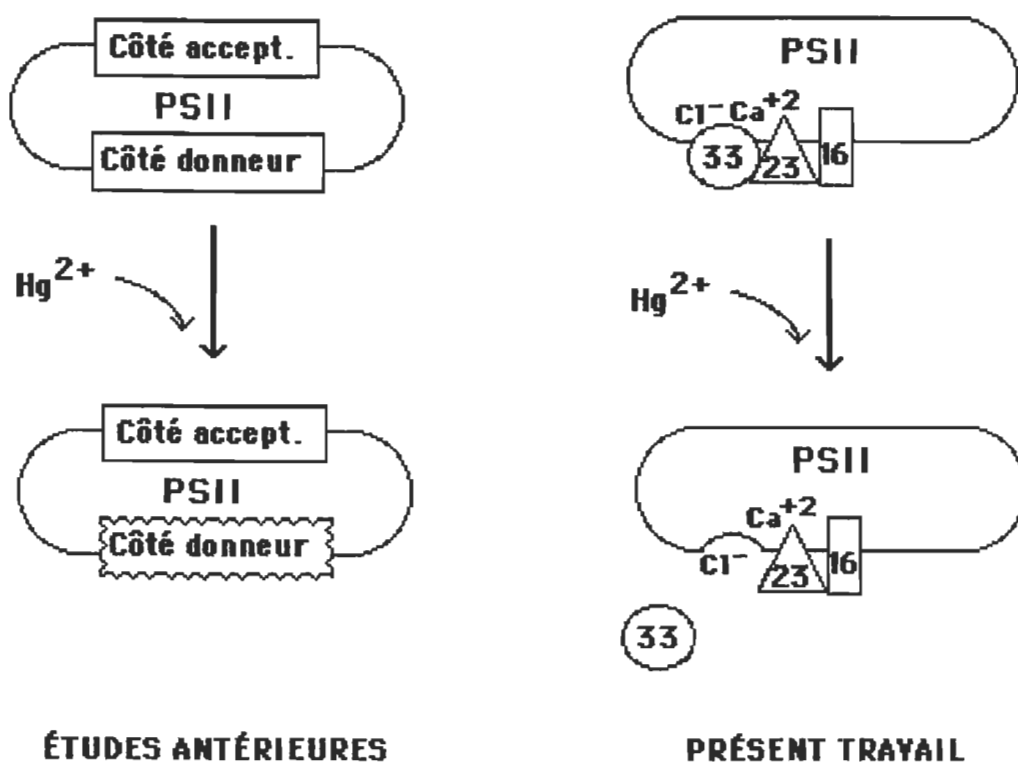 Côté accept.
PSII
Côté donneur
Hg2+
Côté accept.
PSII
Côté donneur
ÉTUDES ANTÉRIEURES
PSII
Cl- Ca+2
33
23
16
Hg2+
PSII
Ca+2
Cl-
23
16
33
PRÉSENT TRAVAIL